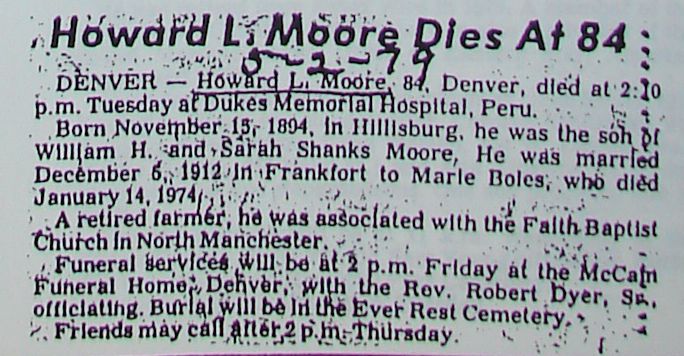 Howard L. Moore Dies At 84
5-2-79
DENVER — Howard L. Moore, 84, Denver, died at 2:10
p.m. Tuesday at Dukes Memorial Hospital, Peru.
Born November 15, 1894, in Hillisburg, he was the son of
William H. and Sarah Shanks Moore, He was married
December 6, 1912 in Frankfort to Marie Boles, who died
January 14, 1974.
A retired farmer, he was associated with the Faith Baptist
Church in North Manchester.
Funeral services will be at 2 p.m. Friday at the McCain
Funeral Home, Denver, with the Rev. Robert Dyer, Sr.,
officiating. Burial will be in the Ever Rest Cemetery.
Friends may call after 2 p.m. Thursday.